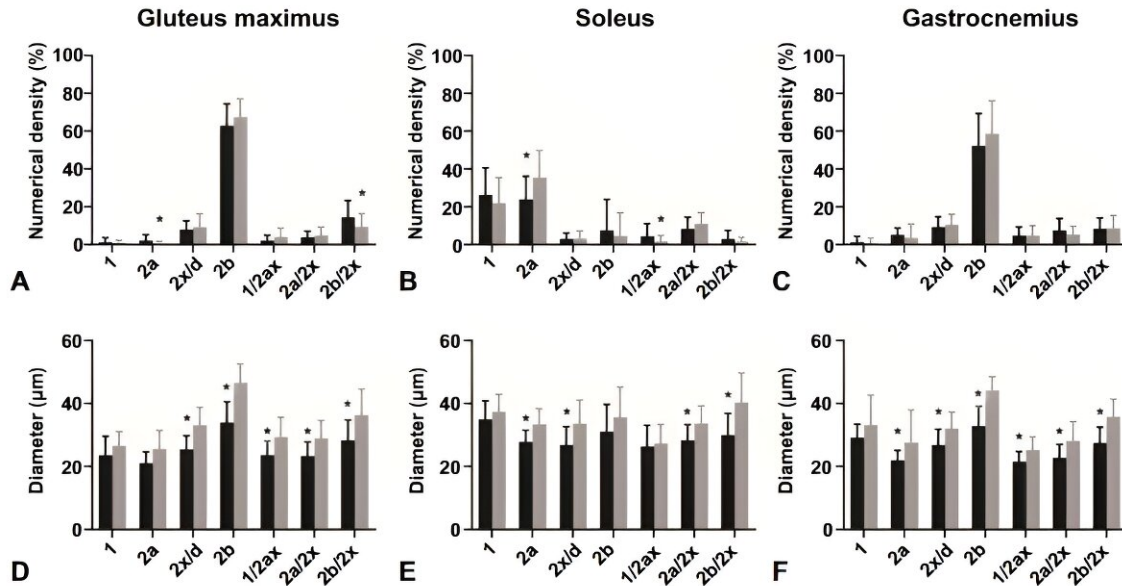 Gluteus maximus
Soleus
Gastrocnemius
Numerical density (%)
100
80
60
40
20
0
*
*
1
2a
2x/d
2b
1/2ax
2a/2x
2b/2x
A
Numerical density (%)
100
80
60
40
20
0
*
*
1
2a
2x/d
2b
1/2ax
2a/2x
2b/2x
B
Numerical density (%)
100
80
60
40
20
0
1
2a
2x/d
2b
1/2ax
2a/2x
2b/2x
C
Diameter (µm)
60
40
20
0
*
*
*
*
*
1
2a
2x/d
2b
1/2ax
2a/2x
2b/2x
D
Diameter (µm)
60
40
20
0
*
*
*
*
1
2a
2x/d
2b
1/2ax
2a/2x
2b/2x
E
Diameter (µm)
60
40
20
0
*
*
*
*
*
*
1
2a
2x/d
2b
1/2ax
2a/2x
2b/2x
F